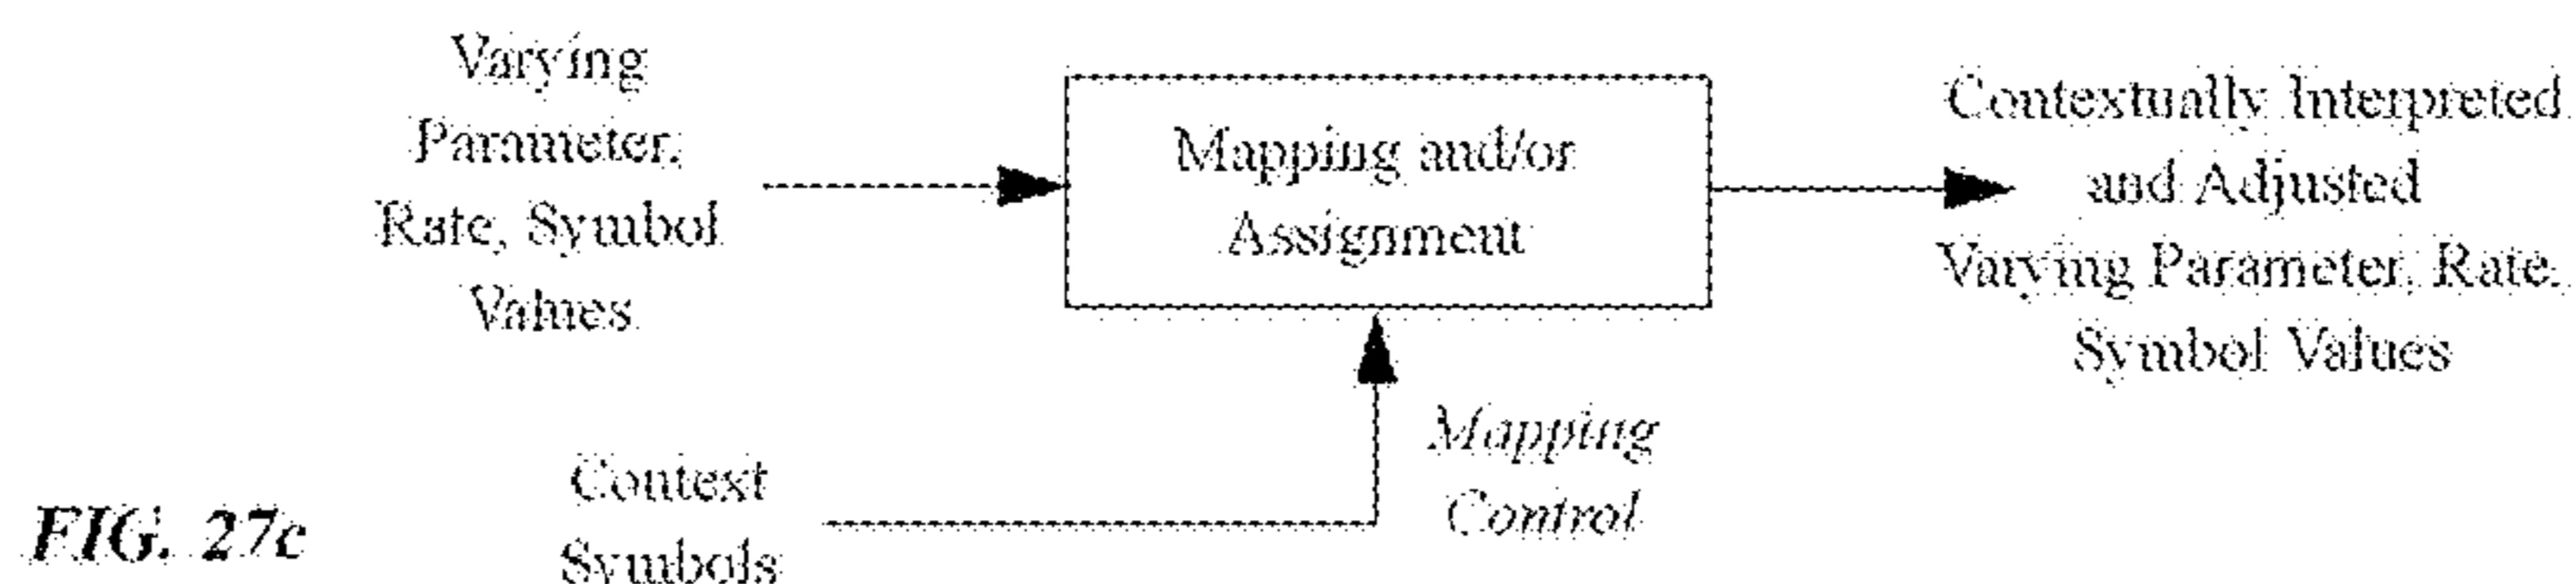 Varying
Parameter,
Rate, Symbol
Values
Mapping and/or
Assignment
Contextually Interpreted
and Adjusted
Varying Parameter, Rate,
Symbol Values
Mapping
Control
Context
Symbols
FIG. 27c